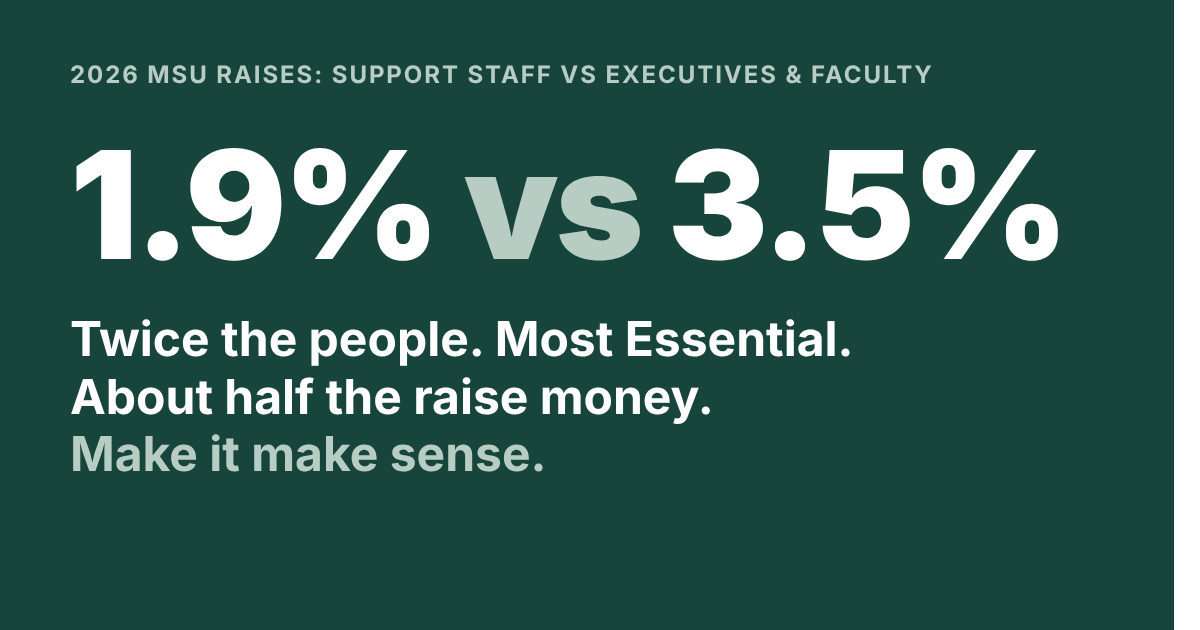 2026 MSU RAISES: SUPPORT STAFF VS EXECUTIVES & FACULTY
1.9% vs 3.5%
Twice the people. Most Essential.
About half the raise money.
Make it make sense.